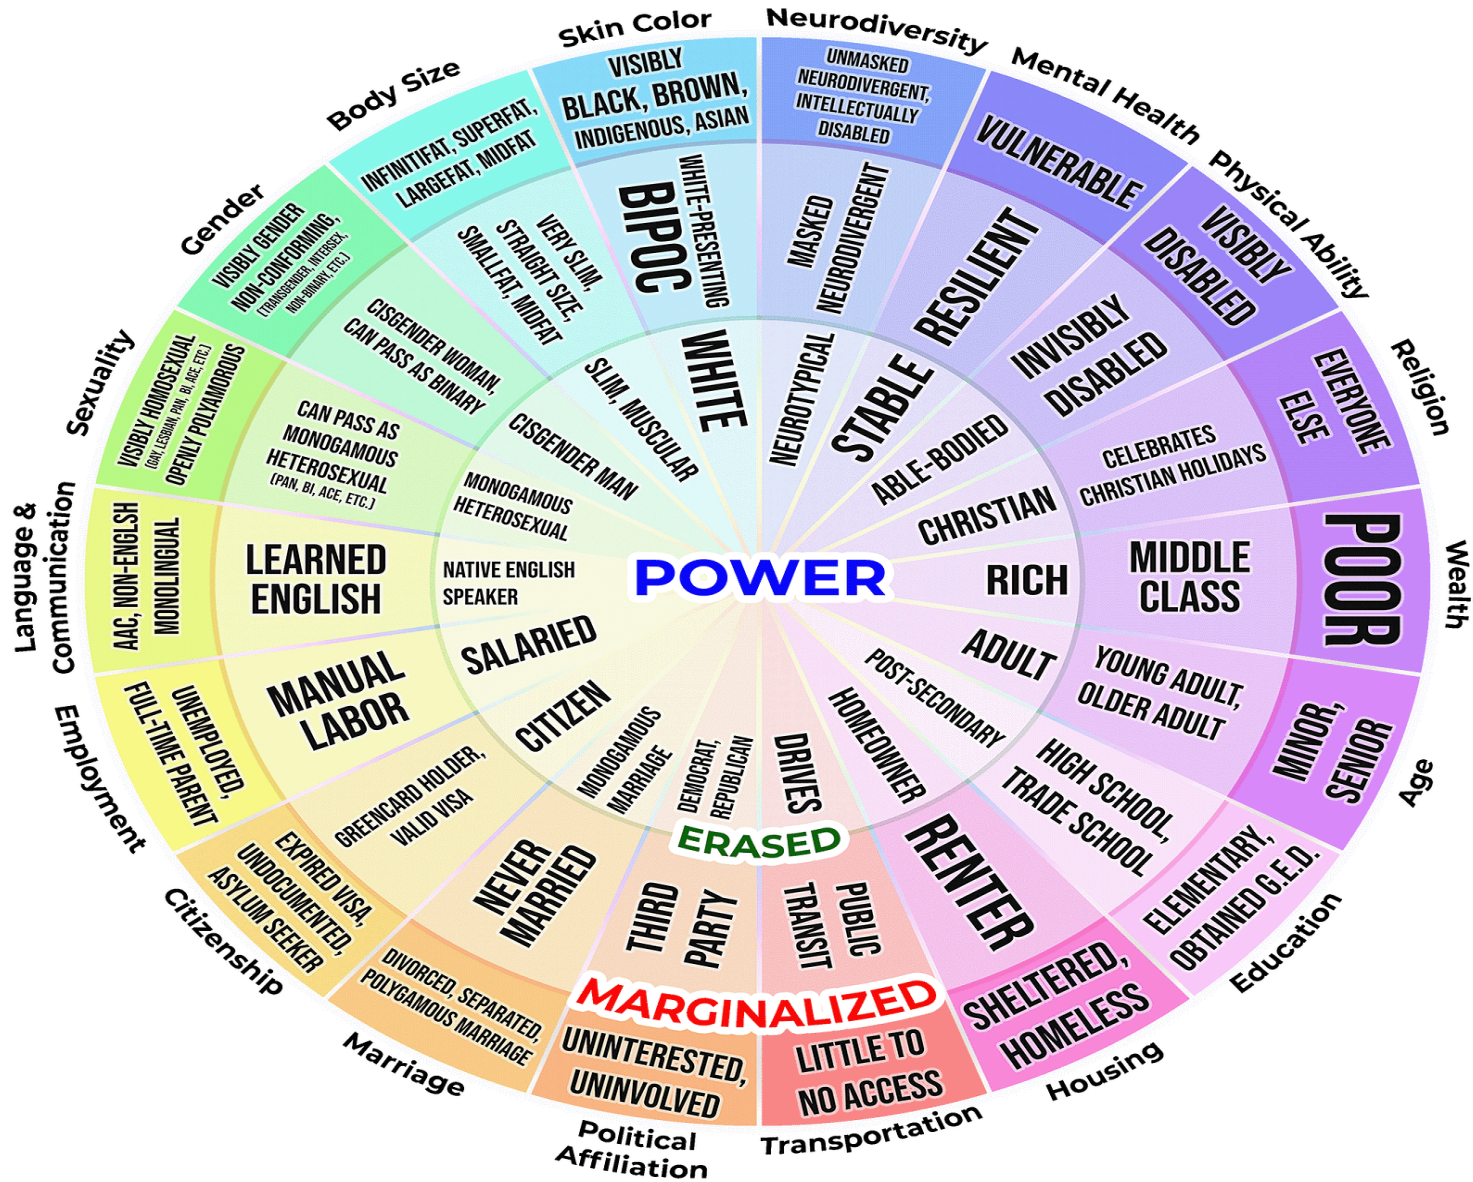 Skin Color
VISIBLY
BLACK, BROWN,
INDIGENOUS, ASIAN
WHITE-PRESENTING
BIPOC
WHITE
Neurodiversity
UNMASKED
NEURODIVERGENT,
INTELLECTUALLY
DISABLED
MASKED
NEURODIVERGENT
NEUROTYPICAL
Mental Health
VULNERABLE
RESILIENT
STABLE
Physical Ability
VISIBLY
DISABLED
INVISIBLY
DISABLED
ABLE-BODIED
Religion
EVERYONE
ELSE
CELEBRATES
CHRISTIAN HOLIDAYS
CHRISTIAN
Wealth
POOR
MIDDLE
CLASS
RICH
Age
MINOR,
SENIOR
YOUNG ADULT,
OLDER ADULT
ADULT
Education
ELEMENTARY,
OBTAINED G.E.D.
HIGH SCHOOL,
TRADE SCHOOL
POST-SECONDARY
Housing
SHELTERED,
HOMELESS
RENTER
HOMEOWNER
Transportation
LITTLE TO
NO ACCESS
PUBLIC
TRANSIT
DRIVES
Political
Affiliation
UNINTERESTED,
UNINVOLVED
THIRD
PARTY
DEMOCRAT,
REPUBLICAN
Marriage
DIVORCED, SEPARATED,
POLYGAMOUS MARRIAGE
NEVER
MARRIED
MONOGAMOUS
MARRIAGE
Citizenship
EXPIRED VISA,
UNDOCUMENTED,
ASYLUM SEEKER
GREENCARD HOLDER,
VALID VISA
CITIZEN
Employment
UNEMPLOYED,
FULL-TIME PARENT
MANUAL
LABOR
SALARIED
Language &
Communication
AAC, NON-ENGLSH
MONOLINGUAL
LEARNED
ENGLISH
NATIVE ENGLISH
SPEAKER
Sexuality
VISIBLY HOMOSEXUAL
(GAY, LESBIAN, PAN, BI, ACE, ETC.)
OPENLY POLYAMOROUS
CAN PASS AS
MONOGAMOUS
HETEROSEXUAL
(PAN, BI, ACE, ETC.)
MONOGAMOUS
HETEROSEXUAL
Gender
VISIBLY GENDER
NON-CONFORMING,
(TRANSGENDER, INTERSEX,
NON-BINARY, ETC.)
CISGENDER WOMAN,
CAN PASS AS BINARY
CISGENDER MAN
Body Size
INFINITIFAT, SUPERFAT,
LARGEFAT, MIDFAT
VERY SLIM.
STRAIGHT SIZE,
SMALLFAT, MIDFAT
SLIM, MUSCULAR
POWER
ERASED
MARGINALIZED